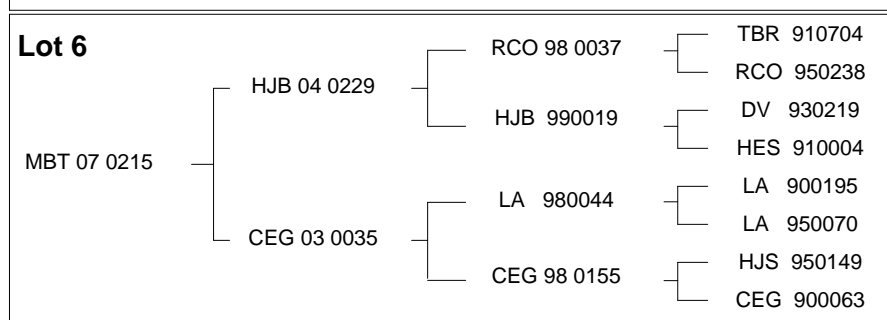 Lot 6
TBR 910704
RCO 98 0037
RCO 950238
HJB 04 0229
DV 930219
HJB 990019
HES 910004
MBT 07 0215
LA 900195
LA 980044
LA 950070
CEG 03 0035
HJS 950149
CEG 98 0155
CEG 900063